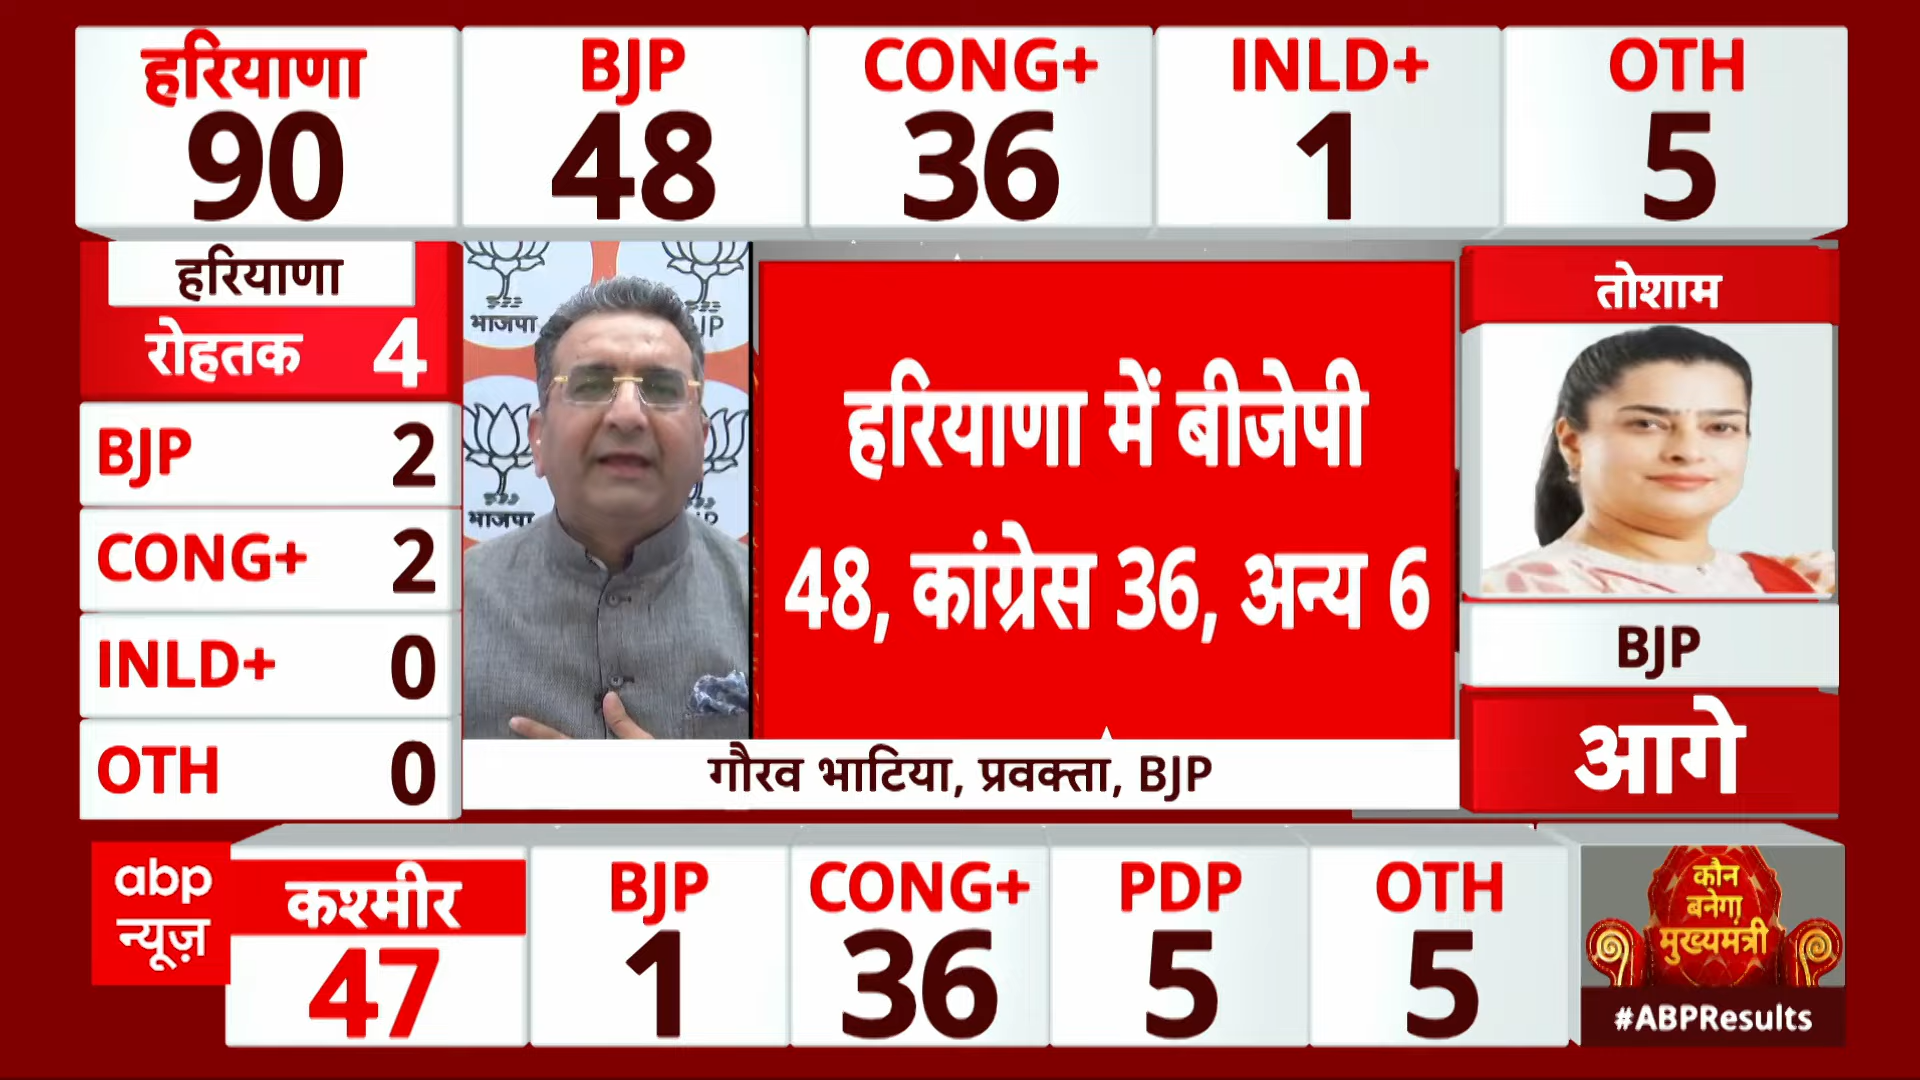 हरियाणा BJP CONG+ INLD+ OTH
90 48 36 1 5
हरियाणा
रोहतक 4
BJP 2
CONG+ 2
INLD+ 0
OTH 0
भाजपा
BJP
भाजपा
हरियाणा में बीजेपी
48, कांग्रेस 36, अन्य 6
गौरव भाटिया, प्रवक्ता, BJP
तोशाम
BJP
आगे
abp
न्यूज़
कश्मीर BJP CONG+ PDP OTH
47 1 36 5 5
कौन
बनेगा
मुख्यमंत्री
#ABPResults